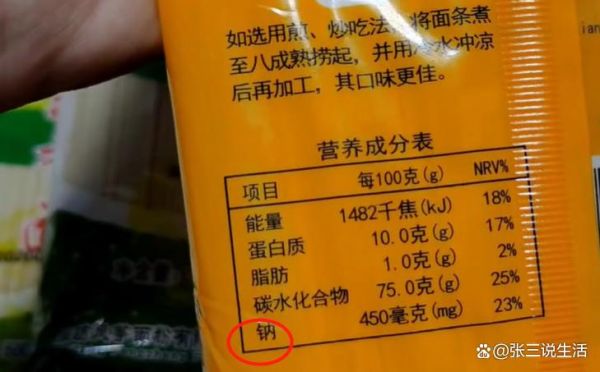 如选用煎、炒吃法，将面条煮
至八成熟捞起，并用冷水冲凉
后再加工，其口味更佳。
营养成分表
项目 每100克(g) NRV%
能量 1482千焦(kJ) 18%
蛋白质 10.0克(g) 17%
脂肪 1.0克(g) 2%
碳水化合物 75.0克(g) 25%
钠 450毫克(mg) 23%
@张三说生活